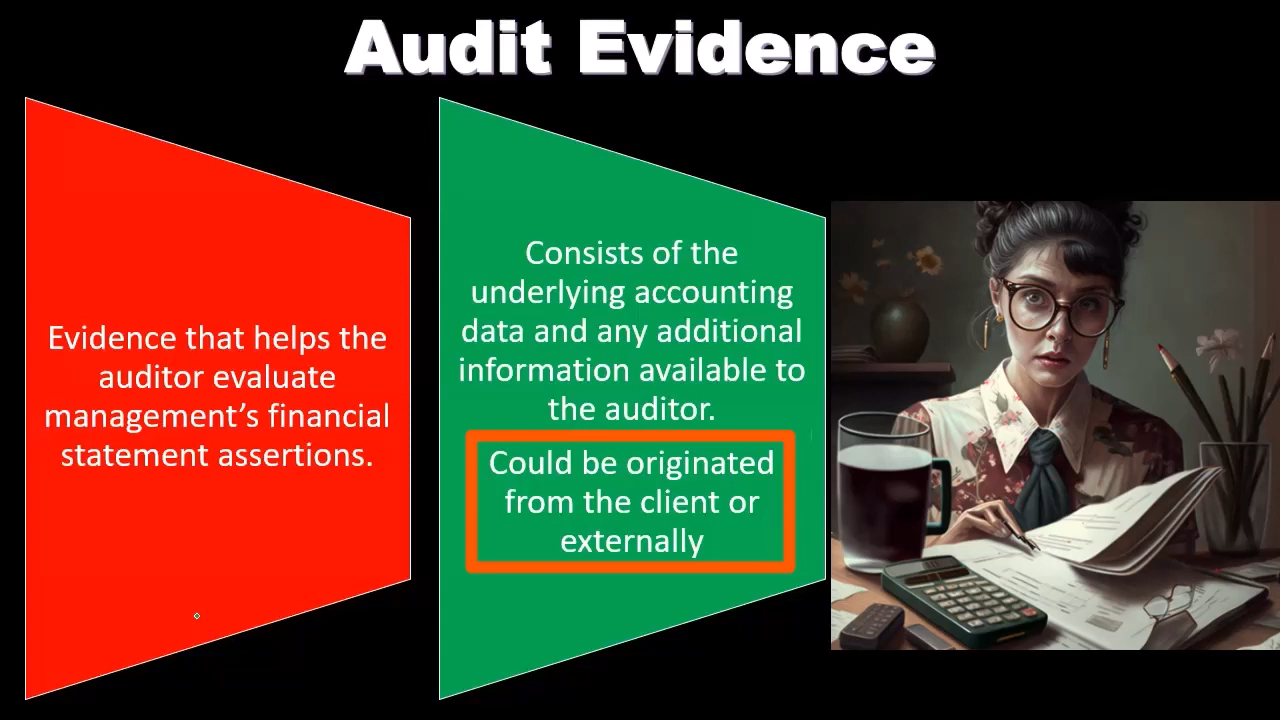 Audit Evidence
Evidence that helps the
auditor evaluate
management’s financial
statement assertions.
Consists of the
underlying accounting
data and any additional
information available to
the auditor.
Could be originated
from the client or
externally